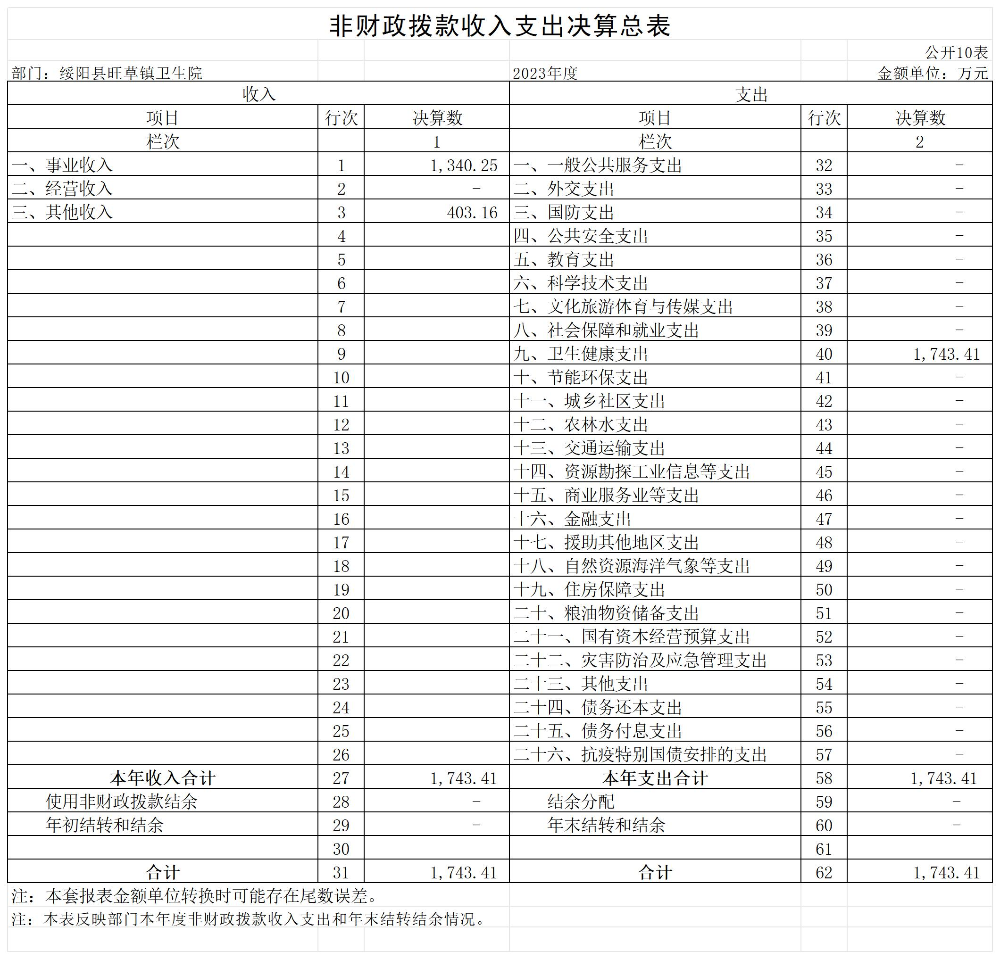 非财政拨款收入支出决算总表
公开10表
部门：绥阳县旺草镇卫生院 2023年度 金额单位：万元
收入 支出
项目 行次 决算数 项目 行次 决算数
栏次 1 栏次 2
一、事业收入 1 1,340.25 一、一般公共服务支出 32 -
二、经营收入 2 - 二、外交支出 33 -
三、其他收入 3 403.16 三、国防支出 34 -
4 四、公共安全支出 35 -
5 五、教育支出 36 -
6 六、科学技术支出 37 -
7 七、文化旅游体育与传媒支出 38 -
8 八、社会保障和就业支出 39 -
9 九、卫生健康支出 40 1,743.41
10 十、节能环保支出 41 -
11 十一、城乡社区支出 42 -
12 十二、农林水支出 43 -
13 十三、交通运输支出 44 -
14 十四、资源勘探工业信息等支出 45 -
15 十五、商业服务业等支出 46 -
16 十六、金融支出 47 -
17 十七、援助其他地区支出 48 -
18 十八、自然资源海洋气象等支出 49 -
19 十九、住房保障支出 50 -
20 二十、粮油物资储备支出 51 -
21 二十一、国有资本经营预算支出 52 -
22 二十二、灾害防治及应急管理支出 53 -
23 二十三、其他支出 54 -
24 二十四、债务还本支出 55 -
25 二十五、债务付息支出 56 -
26 二十六、抗疫特别国债安排的支出 57 -
本年收入合计 27 1,743.41 本年支出合计 58 1,743.41
使用非财政拨款结余 28 - 结余分配 59 -
年初结转和结余 29 - 年末结转和结余 60 -
30 61
合计 31 1,743.41 合计 62 1,743.41
注：本套报表金额单位转换时可能存在尾数误差。
注：本表反映部门本年度非财政拨款收入支出和年末结转结余情况。